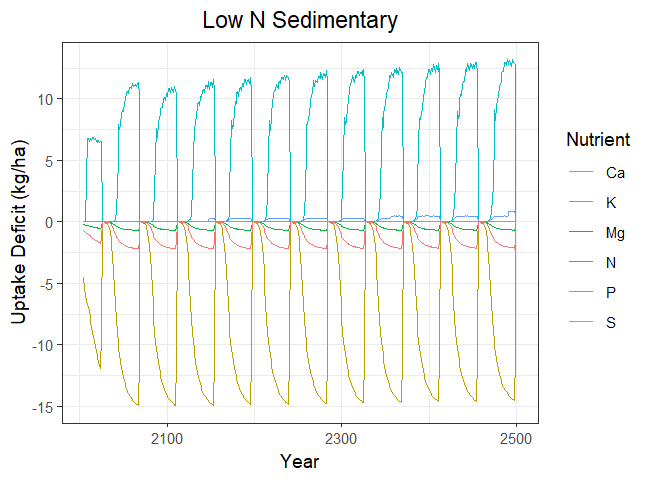 Low N Sedimentary
Uptake Deficit (kg/ha)
10
5
0
-5
-10
-15
2100
2300
2500
Year
Nutrient
Ca
K
Mg
N
P
S